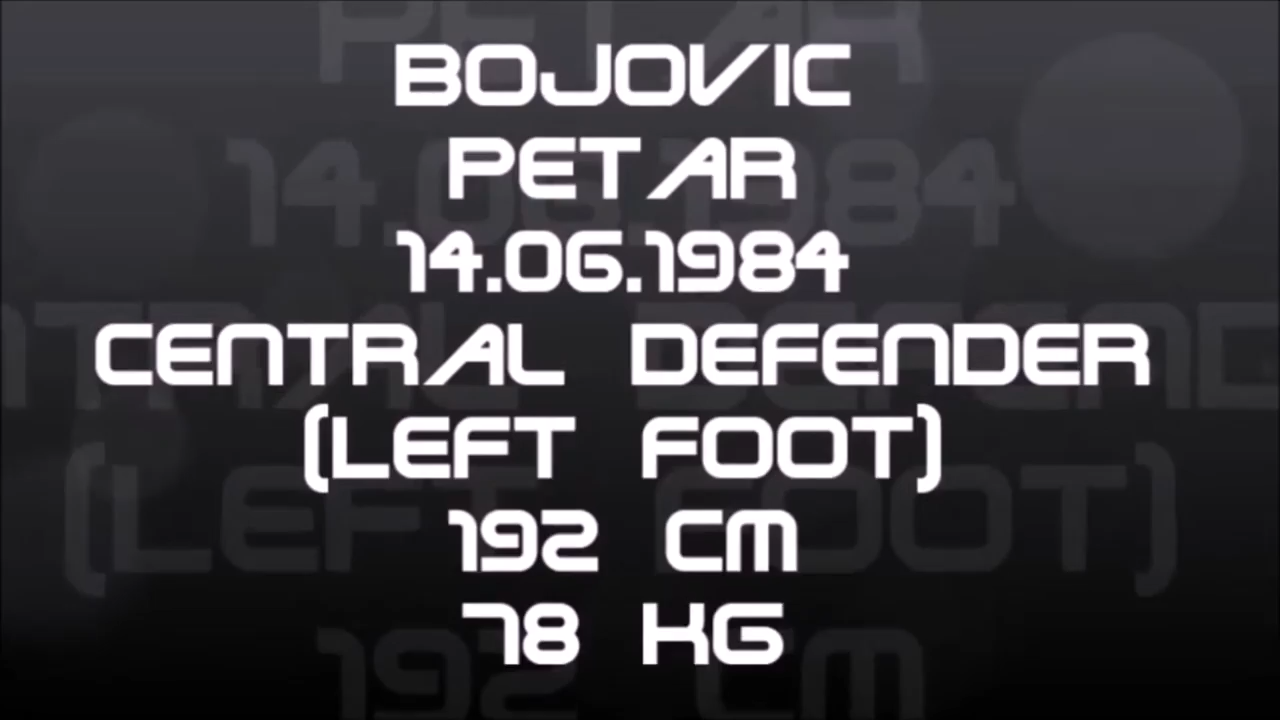 BOJOVIC
PETAR
14.06.1984
CENTRAL DEFENDER
(LEFT FOOT)
192 CM
78 KG